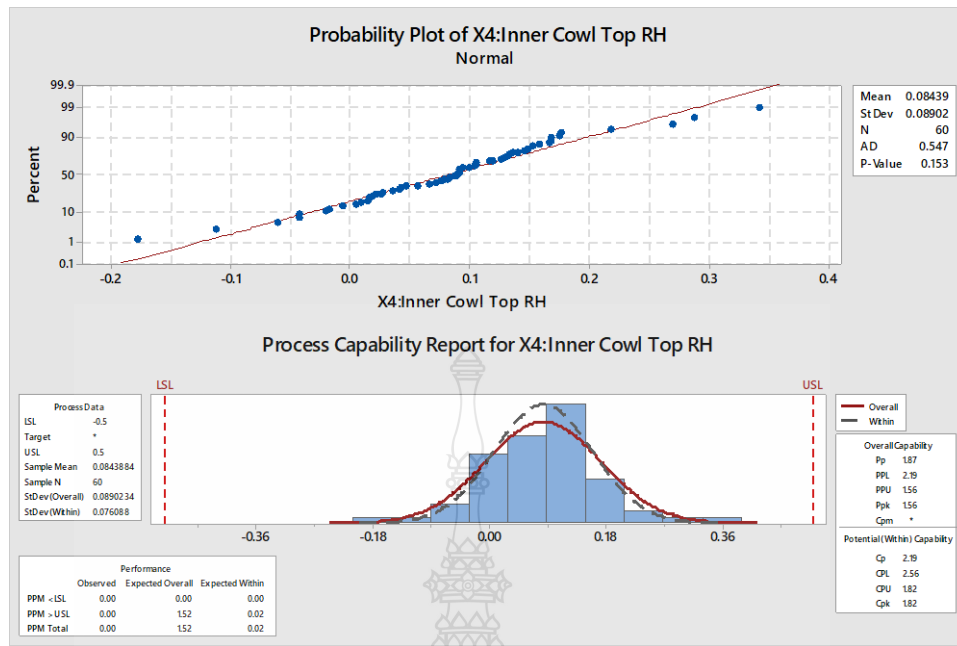 Probability Plot of X4:Inner Cowl Top RH
Normal
99.9
99
90
50
10
1
0.1
Percent
-0.2 -0.1 0.0 0.1 0.2 0.3 0.4
X4:Inner Cowl Top RH
Mean 0.08439
StDev 0.08902
N 60
AD 0.547
P-Value 0.153
Process Capability Report for X4:Inner Cowl Top RH
LSL USL
Process Data
LSL -0.5
Target *
USL 0.5
Sample Mean 0.0843884
Sample N 60
StDev(Overall) 0.0890234
StDev(Within) 0.076088
-0.36 -0.18 0.00 0.18 0.36
Overall
Within
Overall Capability
Pp 1.87
PPL 2.19
PPU 1.56
Ppk 1.56
Cpm *
Potential (Within) Capability
Cp 2.19
CPL 2.56
CPU 1.82
Cpk 1.82
Performance
Observed Expected Overall Expected Within
PPM < LSL 0.00 0.00 0.00
PPM > USL 0.00 1.52 0.02
PPM Total 0.00 1.52 0.02